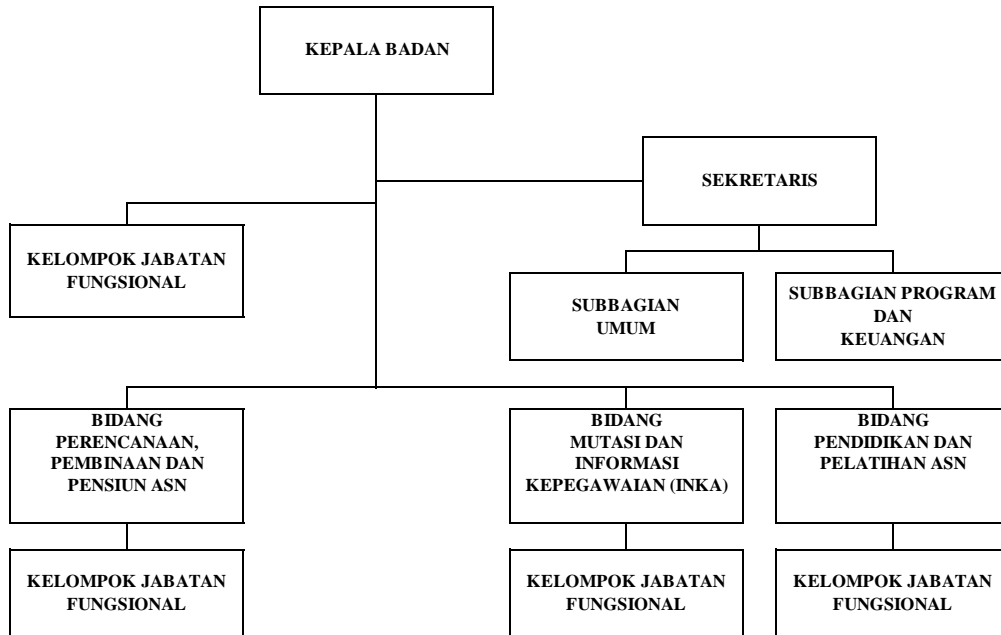 KEPALA BADAN
SEKRETARIS
KELOMPOK JABATAN
FUNGSIONAL
SUBBAGIAN
UMUM
SUBBAGIAN PROGRAM
DAN
KEUANGAN
BIDANG
PERENCANAAN,
PEMBINAAN DAN
PENSIUN ASN
BIDANG
MUTASI DAN
INFORMASI
KEPEGAWAIAN (INKA)
BIDANG
PENDIDIKAN DAN
PELATIHAN ASN
KELOMPOK JABATAN
FUNGSIONAL
KELOMPOK JABATAN
FUNGSIONAL
KELOMPOK JABATAN
FUNGSIONAL